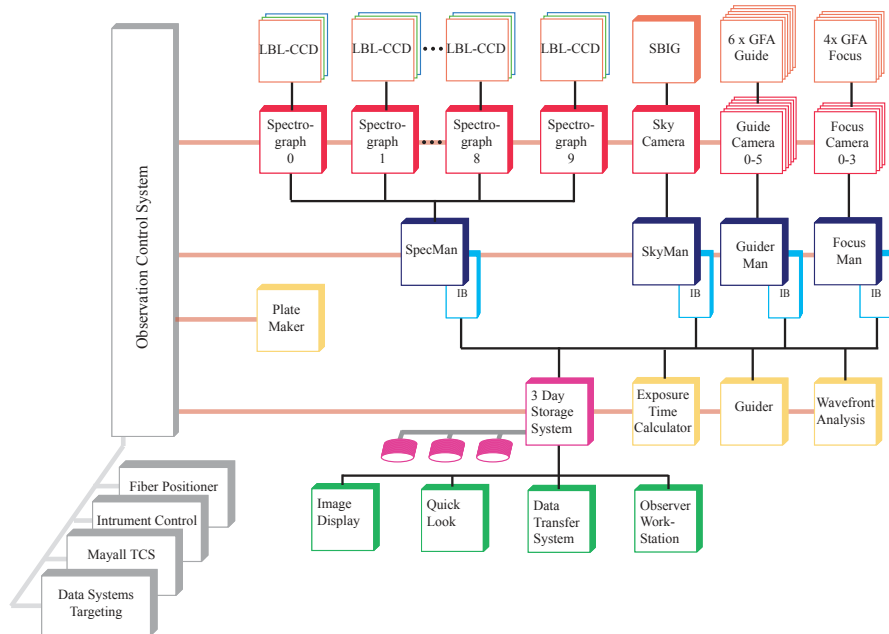 LBL-CCD
LBL-CCD
LBL-CCD
LBL-CCD
SBIG
6 x GFA
Guide
4x GFA
Focus
Spectro-
graph
0
Spectro-
graph
1
Spectro-
graph
8
Spectro-
graph
9
Sky
Camera
Guide
Camera
0-5
Focus
Camera
0-3
Observation Control System
SpecMan
IB
SkyMan
IB
Guider
Man
IB
Focus
Man
IB
Plate
Maker
3 Day
Storage
System
Exposure
Time
Calculator
Guider
Wavefront
Analysis
Image
Display
Quick
Look
Data
Transfer
System
Observer
Work-
Station
Fiber Positioner
Intrument Control
Mayall TCS
Data Systems
Targeting